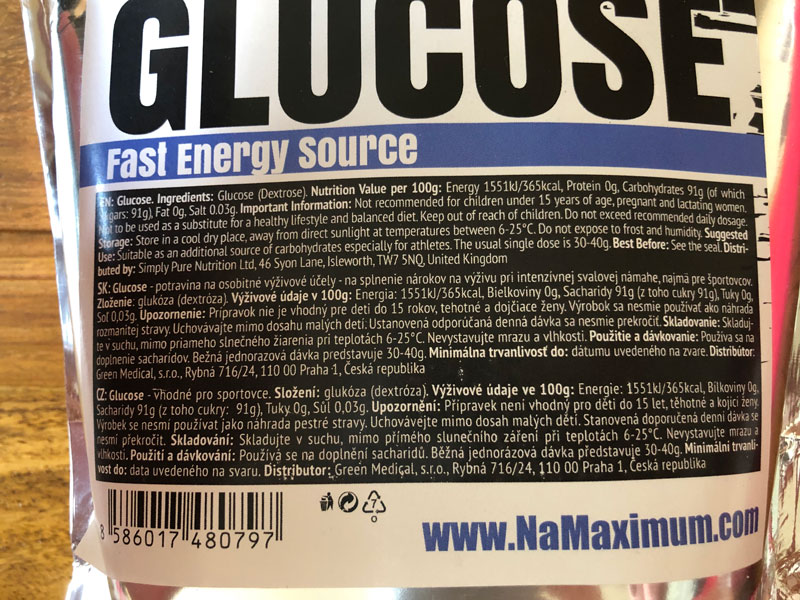 GLUCOSE
Fast Energy Source
EN: Glucose. Ingredients: Glucose (Dextrose). Nutrition Value per 100g: Energy 1551kJ/365kcal, Protein 0g, Carbohydrates 91g (of which
sugars: 91g), Fat 0g, Salt 0.03g. Important Information: Not recommended for children under 15 years of age, pregnant and lactating women.
Not to be used as a substitute for a healthy lifestyle and balanced diet. Keep out of reach of children. Do not exceed recommended daily dosage.
Storage: Store in a cool dry place, away from direct sunlight at temperatures between 6-25°C. Do not expose to frost and humidity. Suggested
Use: Suitable as an additional source of carbohydrates especially for athletes. The usual single dose is 30-40g. Best Before: See the seal. Distri-
buted by: Simply Pure Nutrition Ltd, 46 Syon Lane, Isleworth, TW7 5NQ, United Kingdom
SK: Glukose - potravina na osobitné výživové účely - na splnenie nárokov na výživu pri intenzívnej svalovej námahe, najmä pre športovcov.
Zloženie: glukóza (dextróza). Výživové údaje v 100g: Energia: 1551kJ/365kcal, Bielkoviny 0g, Sacharidy 91g (z toho cukry 91g), Tuky 0g,
Soľ 0,03g. Upozornenie: Prípravok nie je vhodný pre deti do 15 rokov, tehotné a dojčiace ženy. Výrobok sa nesmie používať ako náhrada
rozmanitej stravy. Uchovávajte mimo dosahu malých detí. Ustanovená odporúčaná denná dávka sa nesmie prekročiť. Skladovanie: Skladuj-
te v suchu, mimo priameho slnečného žiarenia pri teplotách 6-25°C. Nevystavujte mrazu a vlhkosti. Použitie a dávkovanie: Používa sa na
doplnenie sacharidov. Bežná jednorazová dávka predstavuje 30-40g. Minimálna trvanlivosť do: dátumu uvedeného na zvare. Distribútor:
Green Medical, s.r.o., Rybná 716/24, 110 00 Praha 1, Česká republika
CZ: Glucose - vhodné pro sportovce. Složení: glukóza (dextróza). Výživové údaje ve 100g: Energie: 1551kJ/365kcal, Bílkoviny 0g,
Sacharidy 91g (z toho cukry: 91g), Tuky 0g, Sůl 0,03g. Upozornění: Přípravek není vhodný pro děti do 15 let, těhotné a kojící ženy.
Výrobek se nesmí používat jako náhrada pestré stravy. Uchovávejte mimo dosah malých dětí. Stanovená doporučená denní dávka se
nesmí překročit. Skladování: Skladujte v suchu, mimo přímého slunečního záření při teplotách 6-25°C. Nevystavujte mrazu a
vlhkosti. Použití a dávkování: Používá se na doplnění sacharidů. Běžná jednorázová dávka představuje 30-40g. Minimální trvanli-
vost do: data uvedeného na svaru. Distributor: Green Medical, s.r.o., Rybná 716/24, 110 00 Praha 1, Česká republika
8 586017 480797
7
O
www.NaMaximum.com